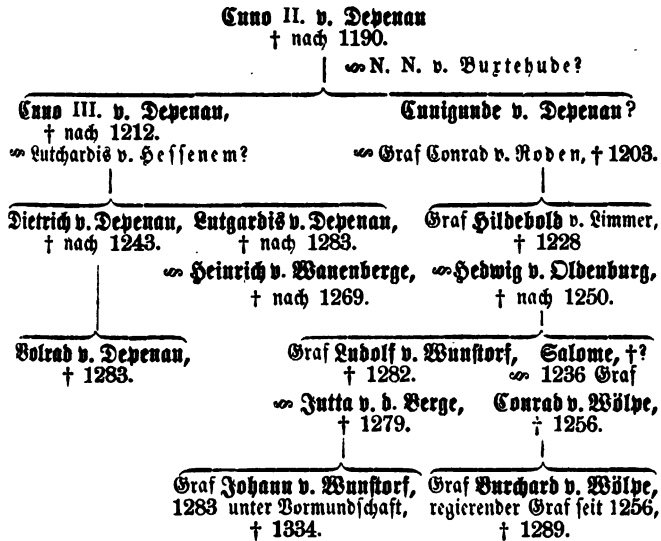 Cuno II. v. Depenau
† nach 1190.
∽ N. N. v. Buxtehude?
Cuno III. v. Depenau,
† nach 1212.
∽ Lutchardis v. Hessenem?
Cunigunde v. Depenau?
∽ Graf Conrad v. Roden, † 1203.
Dietrich v. Depenau,
† nach 1243.
Lutgardis v. Depenau,
† nach 1283.
∽ Heinrich v. Wanenberge,
† nach 1269.
Graf Hildebold v. Limmer,
† 1228
∽ Hedwig v. Oldenburg,
† nach 1250.
Volrad v. Depenau,
† 1283.
Graf Ludolf v. Wunstorf,
† 1282.
∽ Jutta v. d. Berge,
† 1279.
Salome, †?
∽ 1236 Graf
Conrad v. Wölpe,
† 1256.
Graf Johann v. Wunstorf,
1283 unter Vormundschaft,
† 1334.
Graf Burchard v. Wölpe,
regierender Graf seit 1256,
† 1289.